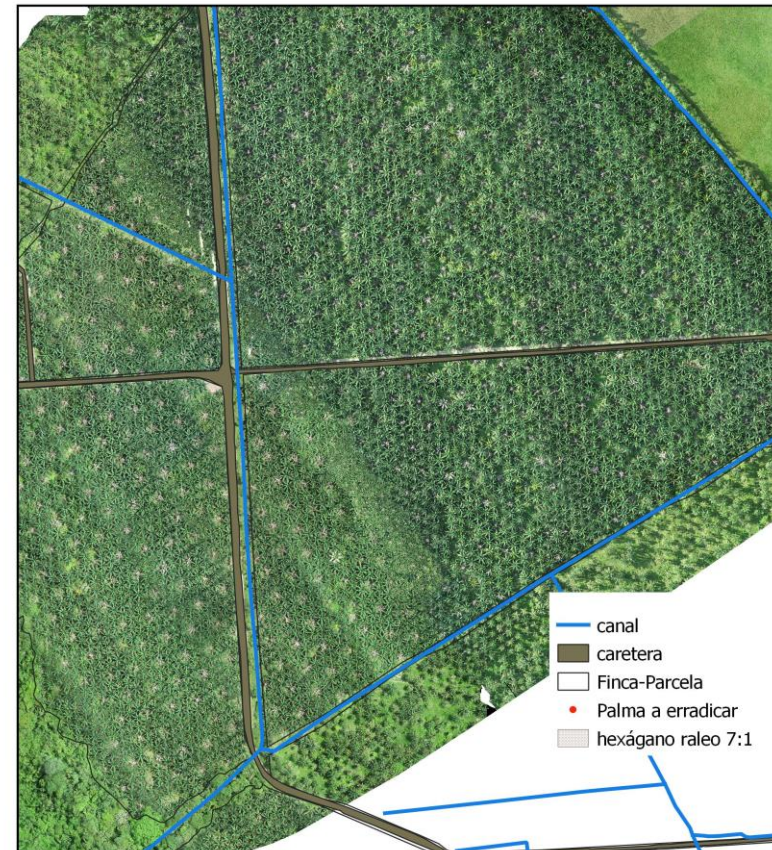 canal
caretera
Finca-Parcela
Palma a erradicar
hexágano raleo 7:1